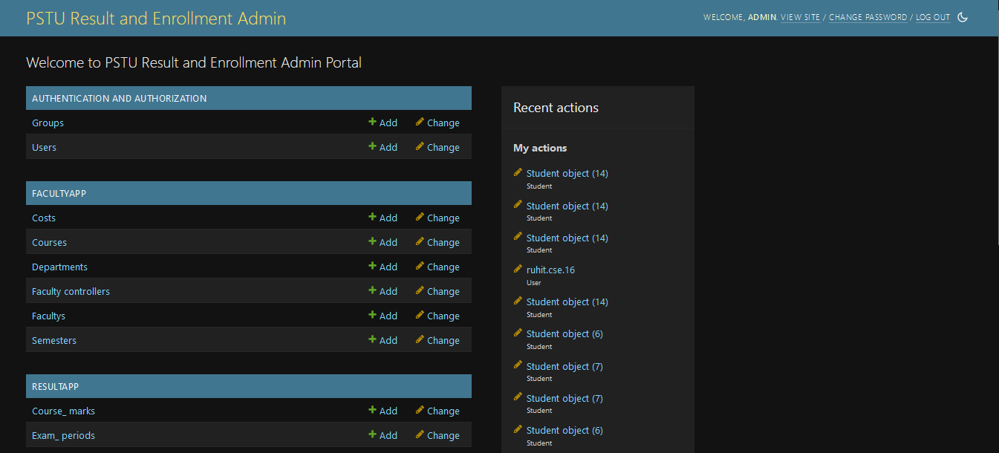 PSTU Result and Enrollment Admin
WELCOME, ADMIN. VIEW SITE / CHANGE PASSWORD / LOG OUT
Welcome to PSTU Result and Enrollment Admin Portal
AUTHENTICATION AND AUTHORIZATION
Groups Add Change
Users Add Change
FACULTYAPP
Costs Add Change
Courses Add Change
Departments Add Change
Faculty controllers Add Change
Facultys Add Change
Semesters Add Change
RESULTAPP
Course_ marks Add Change
Exam_ periods Add Change
Recent actions
My actions
Student object (14)
Student
Student object (14)
Student
Student object (14)
Student
ruhit.cse.16
User
Student object (14)
Student
Student object (6)
Student
Student object (7)
Student
Student object (7)
Student
Student object (6)
Student